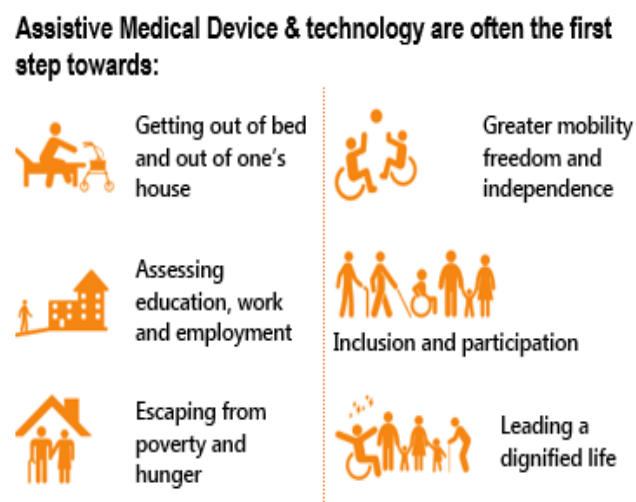 Assistive Medical Device & technology are often the first
step towards:
Getting out of bed
and out of one's
house
Assessing
education, work
and employment
Escaping from
poverty and
hunger
Greater mobility
freedom and
independence
Inclusion and participation
Leading a
dignified life